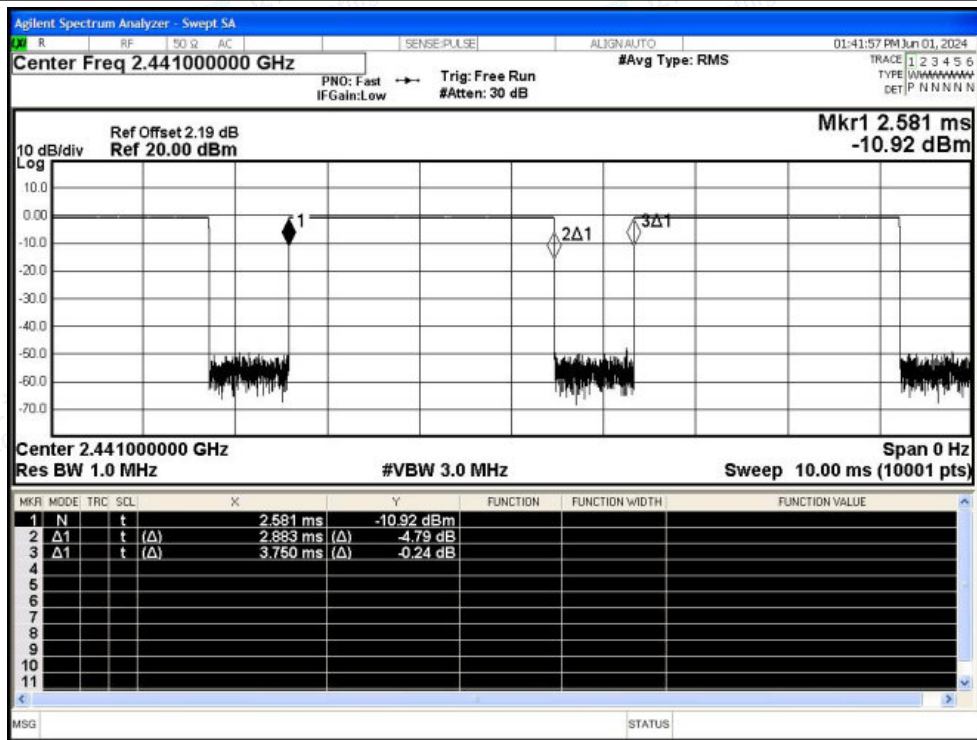 Agilent Spectrum Analyzer - Swept SA
R RF 50 Ω AC SENSE:PULSE ALIGNAUTO 01:41:57 PM Jun 01, 2024
Center Freq 2.441000000 GHz #Avg Type: RMS TRACE 1 2 3 4 5 6
PNO: Fast Trig: Free Run TYPE WWWWWW
IFGain:Low #Atten: 30 dB DET P N N N N N
Mkr1 2.581 ms
Ref Offset 2.19 dB
10 dB/div Ref 20.00 dBm -10.92 dBm
Log
10.0
0.00
1 2Δ1 3Δ1
-10.0
-20.0
-30.0
-40.0
-50.0
-60.0
-70.0
Center 2.441000000 GHz Span 0 Hz
Res BW 1.0 MHz #VBW 3.0 MHz Sweep 10.00 ms (10001 pts)
MKR MODE TRC SCL X Y FUNCTION FUNCTION WIDTH FUNCTION VALUE
1 N t 2.581 ms -10.92 dBm
2 Δ1 t (Δ) 2.883 ms (Δ) -4.79 dB
3 Δ1 t (Δ) 3.750 ms (Δ) -0.24 dB
4
5
6
7
8
9
10
11
MSG STATUS